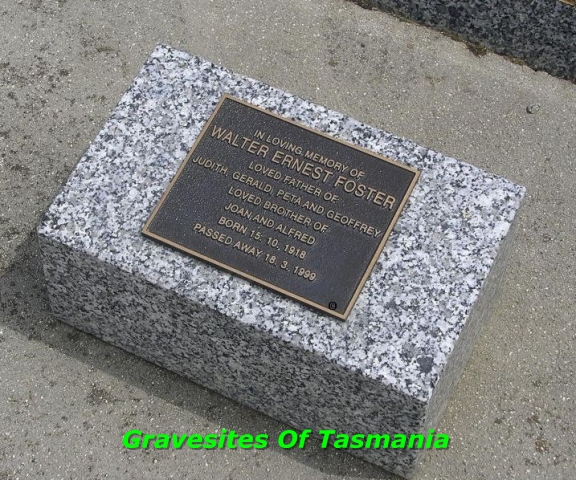 IN LOVING MEMORY OF
WALTER ERNEST FOSTER
LOVED FATHER OF
JUDITH, GERALD, PETA AND GEOFFREY
LOVED BROTHER OF
JOAN AND ALFRED
BORN 15. 10. 1918
PASSED AWAY 18. 3. 1999
Gravesites Of Tasmania